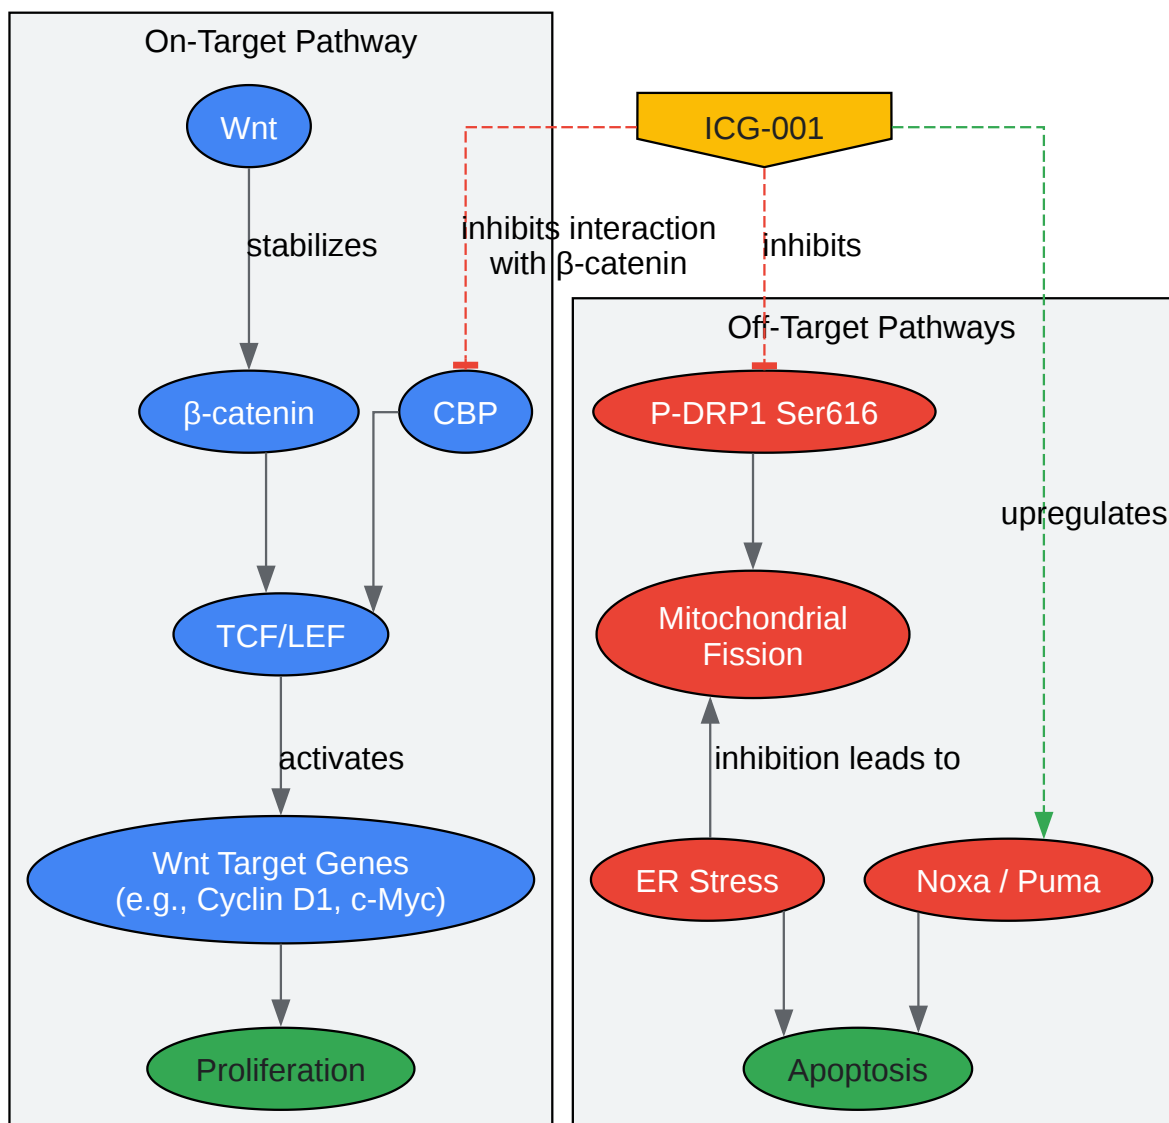 On-Target Pathway
Wnt
ICG-001
stabilizes
inhibits interaction
with β-catenin
inhibits
Off-Target Pathways
β-catenin
CBP
P-DRP1 Ser616
upregulates
Mitochondrial
Fission
TCF/LEF
activates
inhibition leads to
Wnt Target Genes
(e.g., Cyclin D1, c-Myc)
ER Stress
Noxa / Puma
Proliferation
Apoptosis